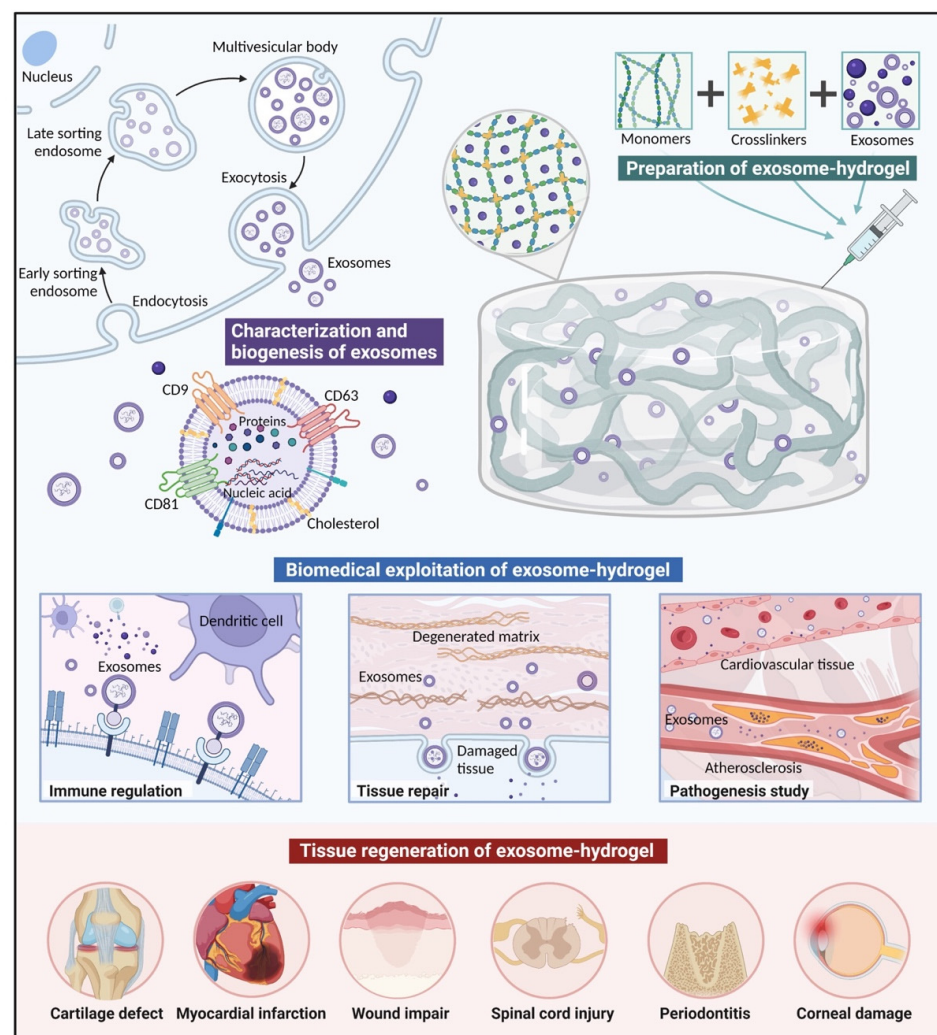 Nucleus
Multivesicular body
Late sorting
endosome
Exocytosis
Exosomes
Early sorting
endosome
Endocytosis
Monomers
Crosslinkers
Exosomes
Preparation of exosome-hydrogel
Characterization and
biogenesis of exosomes
CD9
CD63
Proteins
Nucleic acid
CD81
Cholesterol
Biomedical exploitation of exosome-hydrogel
Dendritic cell
Exosomes
Immune regulation
Degenerated matrix
Exosomes
Damaged
tissue
Tissue repair
Cardiovascular tissue
Exosomes
Atherosclerosis
Pathogenesis study
Tissue regeneration of exosome-hydrogel
Cartilage defect
Myocardial infarction
Wound impair
Spinal cord injury
Periodontitis
Corneal damage